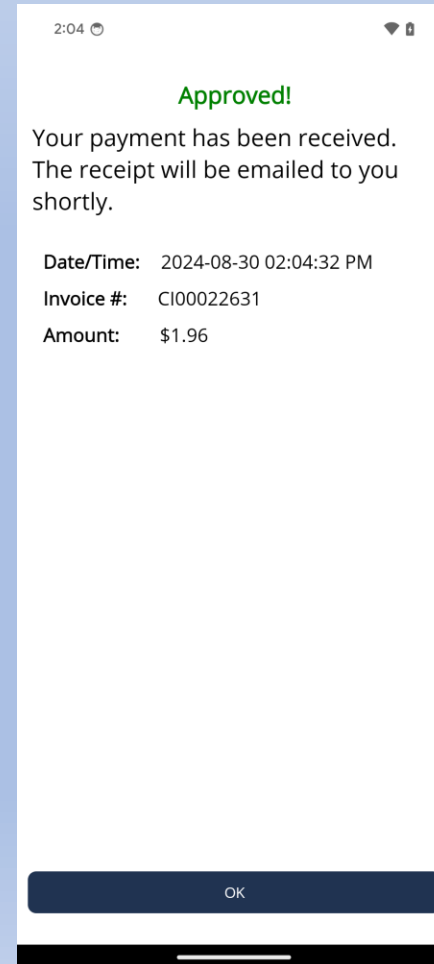 2:04
Approved!
Your payment has been received.
The receipt will be emailed to you
shortly.
Date/Time: 2024-08-30 02:04:32 PM
Invoice #: CI00022631
Amount: $1.96
OK